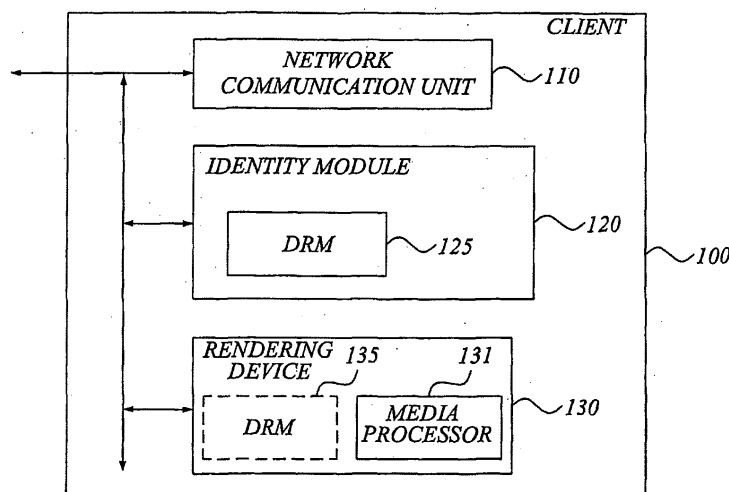 CLIENT
NETWORK
COMMUNICATION UNIT
110
IDENTITY MODULE
DRM
125
120
100
RENDERING
DEVICE
135
131
DRM
MEDIA
PROCESSOR
130